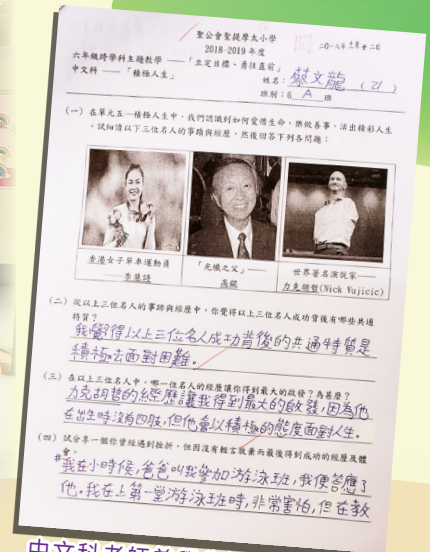 聖公會聖提摩太小學
2018-2019 年度
六年級跨學科主題教學 ——「立定目標、勇往直前」
中文科 ——「積極人生」
姓名：蔡文龍 （21）
班別：6 A 班
(一) 在單元五—積極人生中，我們認識到如何愛惜生命，樂做善事，活出精彩人生
。試細讀以下三位名人的事蹟與經歷，然後回答下列各問題：
香港女子單車運動員
——李慧詩
「光纖之父」——
高錕
世界著名演說家——
力克胡哲(Nick Vujicic)
(二) 從以上三位名人的事跡與經歷中，你覺得以上三位名人成功背後有哪些共通
特質？
我覺得以上三位名人成功背後的共通特質是
積極去面對困難。
(三) 在以上三位名人中，哪一位名人的經歷讓你得到最大的啟發？為甚麼？
力克胡哲的經歷讓我得到最大的啟發，因為他
在出生時沒有四肢，但他會以積極的態度面對人生。
(四) 試分享一個你曾經遇到挫折，但因沒有輕言放棄而最後得到成功的經歷及體
會。
#我在小時候，爸爸叫我參加游泳班，我便答應了
他。我在上第一堂游泳班時，非常害怕，但在教